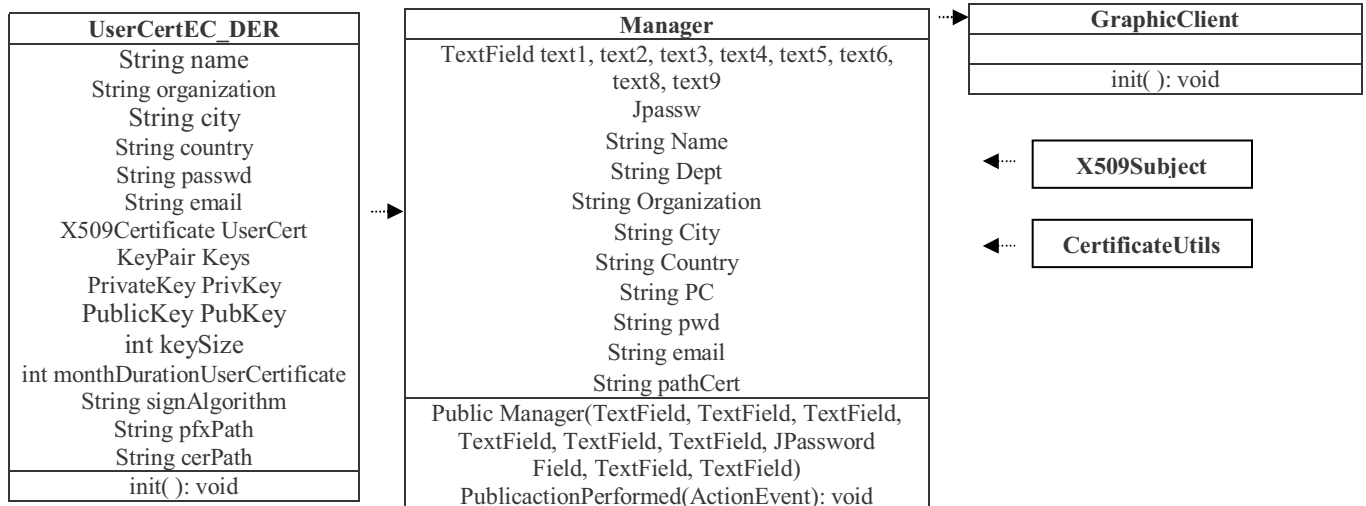 UserCertEC_DER
String name
String organization
String city
String country
String passwd
String email
X509Certificate UserCert
KeyPair Keys
PrivateKey PrivKey
PublicKey PubKey
int keySize
int monthDurationUserCertificate
String signAlgorithm
String pfxPath
String cerPath
init( ): void
Manager
TextField text1, text2, text3, text4, text5, text6,
text8, text9
Jpassw
String Name
String Dept
String Organization
String City
String Country
String PC
String pwd
String email
String pathCert
Public Manager(TextField, TextField, TextField,
TextField, TextField, TextField, JPassword
Field, TextField, TextField)
PublicactionPerformed(ActionEvent): void
GraphicClient
init( ): void
X509Subject
CertificateUtils